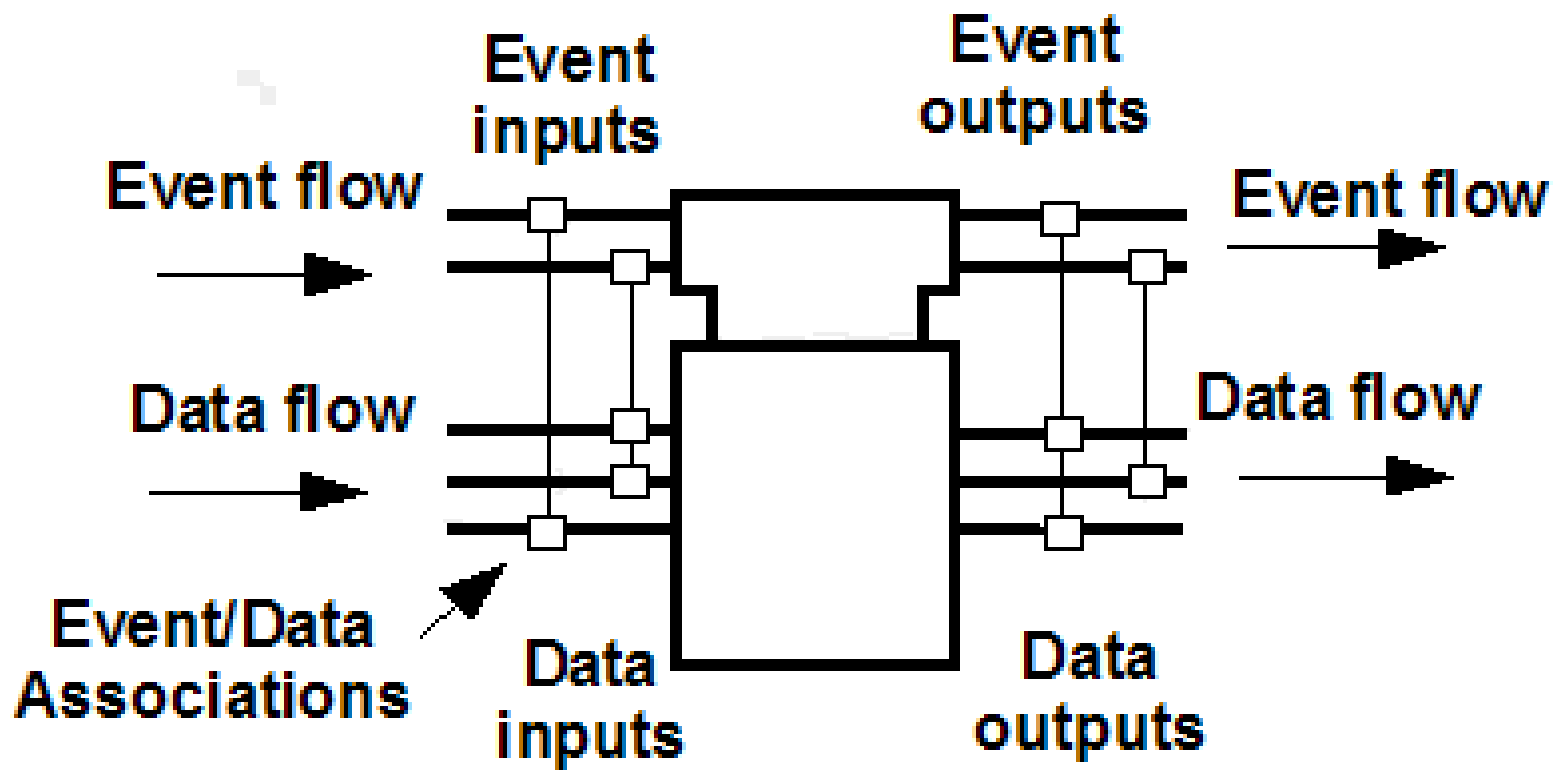 Event
inputs
Event
outputs
Event flow
Event flow
Data flow
Data flow
Event/Data
Associations
Data
inputs
Data
outputs